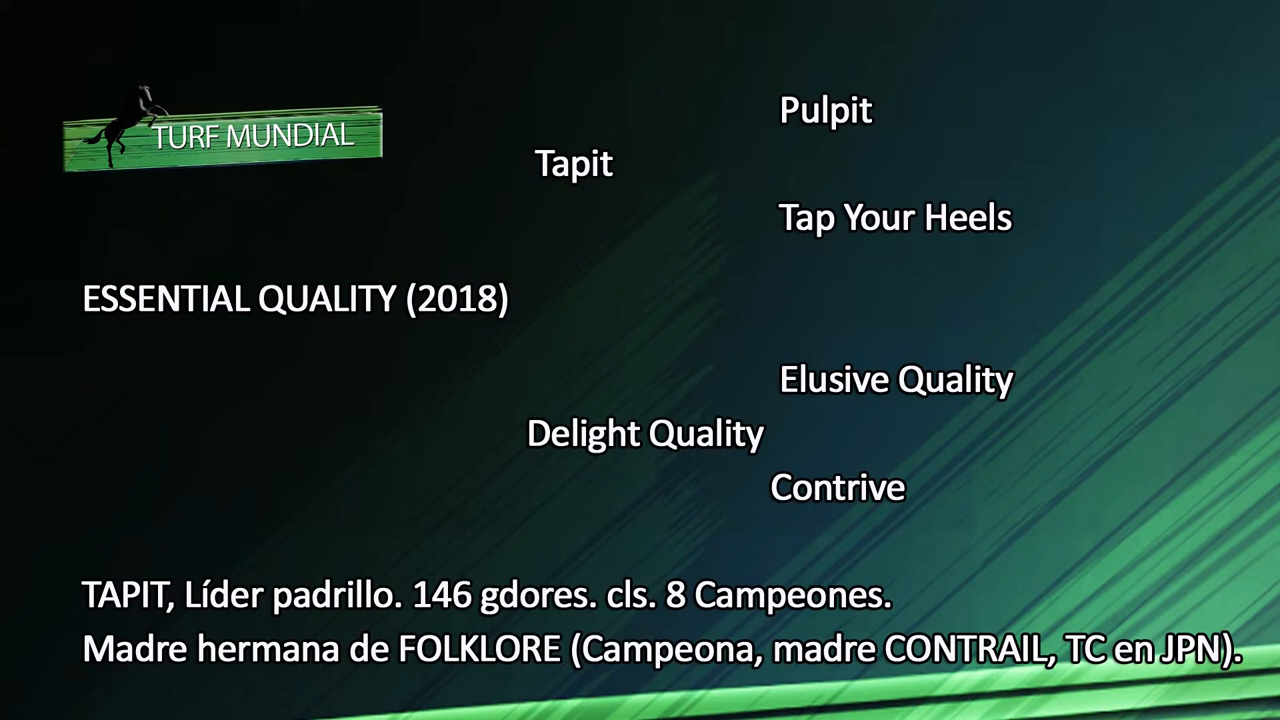 TURF MUNDIAL
Pulpit
Tapit
Tap Your Heels
ESSENTIAL QUALITY (2018)
Elusive Quality
Delight Quality
Contrive
TAPIT, Líder padrillo. 146 gdores. cls. 8 Campeones.
Madre hermana de FOLKLORE (Campeona, madre CONTRAIL, TC en JPN).